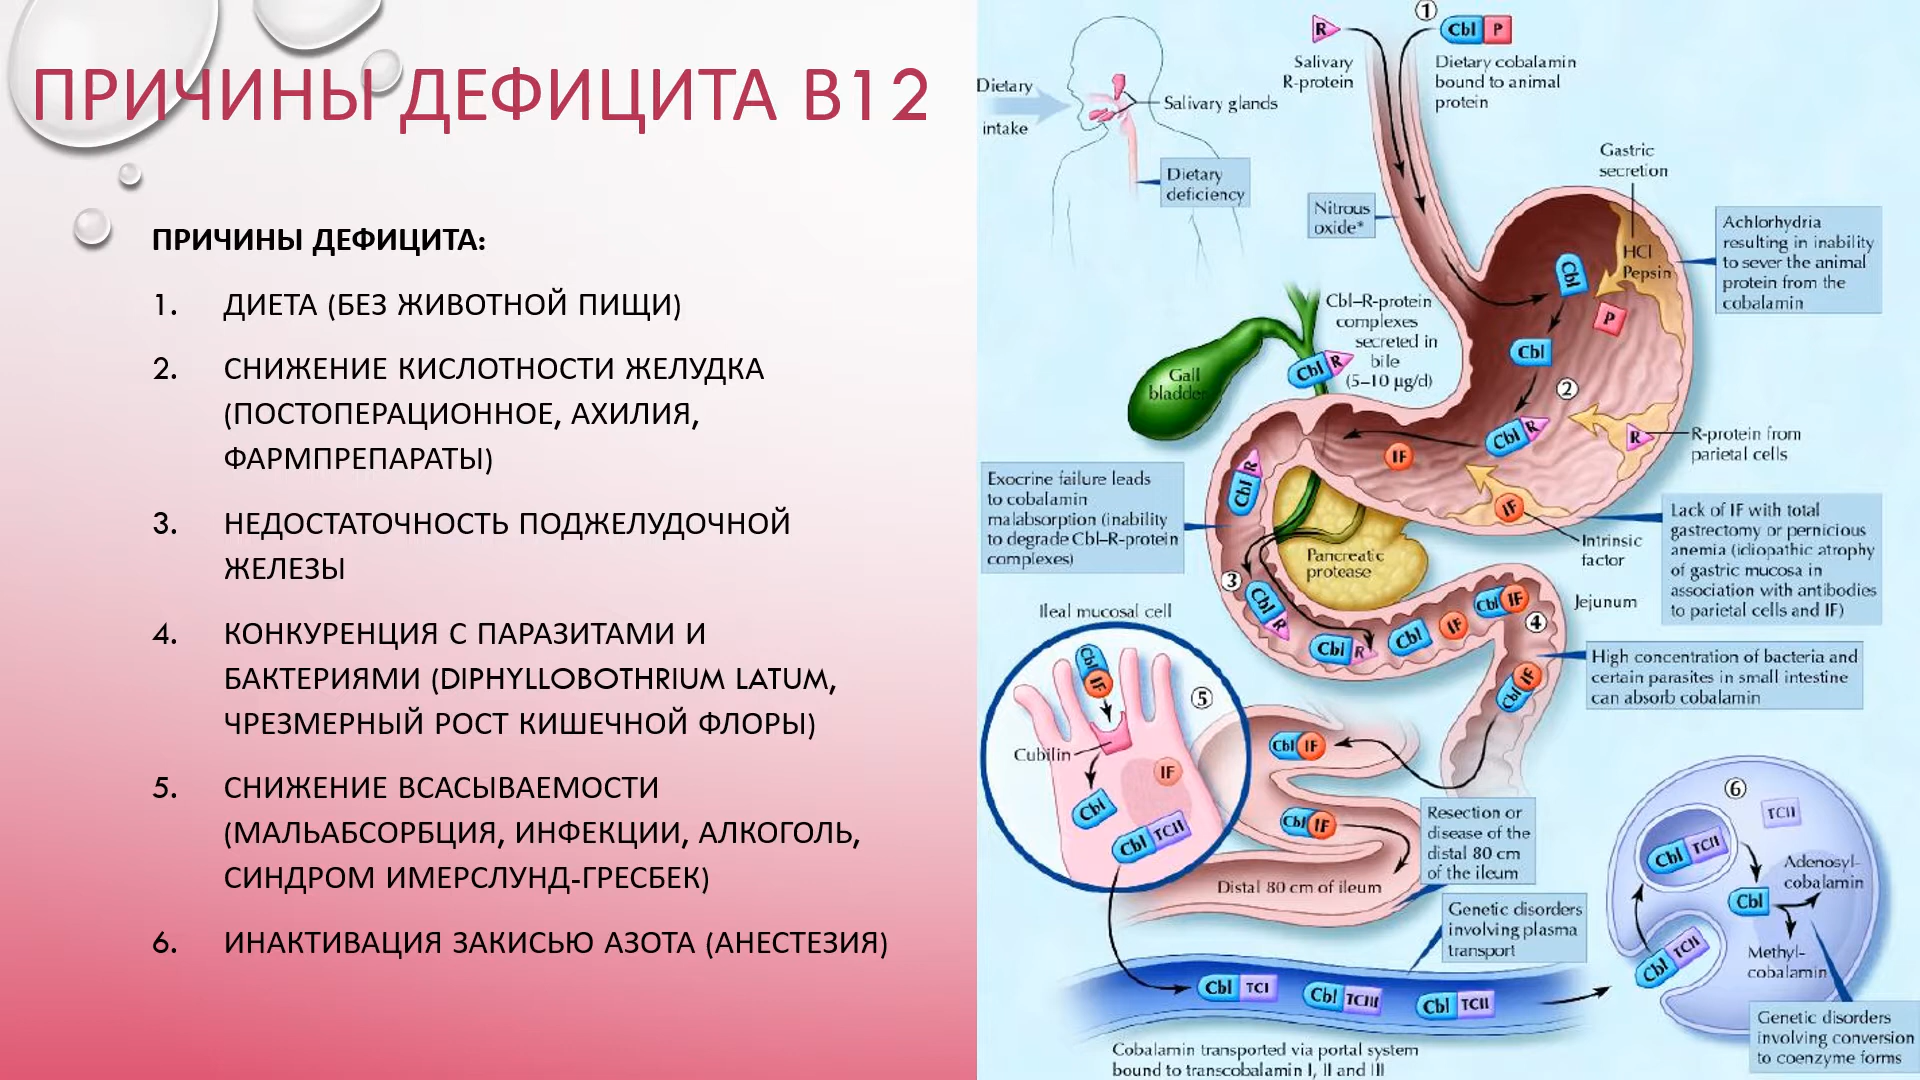 ПРИЧИНЫ ДЕФИЦИТА B12
ПРИЧИНЫ ДЕФИЦИТА:
1. ДИЕТА (БЕЗ ЖИВОТНОЙ ПИЩИ)
2. СНИЖЕНИЕ КИСЛОТНОСТИ ЖЕЛУДКА
(ПОСТОПЕРАЦИОННОЕ, АХИЛИЯ,
ФАРМПРЕПАРАТЫ)
3. НЕДОСТАТОЧНОСТЬ ПОДЖЕЛУДОЧНОЙ
ЖЕЛЕЗЫ
4. КОНКУРЕНЦИЯ С ПАРАЗИТАМИ И
БАКТЕРИЯМИ (DIPHYLLOBOTHRIUM LATUM,
ЧРЕЗМЕРНЫЙ РОСТ КИШЕЧНОЙ ФЛОРЫ)
5. СНИЖЕНИЕ ВСАСЫВАЕМОСТИ
(МАЛЬАБСОРБЦИЯ, ИНФЕКЦИИ, АЛКОГОЛЬ,
СИНДРОМ ИМЕРСЛУНД-ГРЕСБЕК)
6. ИНАКТИВАЦИЯ ЗАКИСЬЮ АЗОТА (АНЕСТЕЗИЯ)
Dietary
intake
Salivary glands
Dietary
deficiency
R
Salivary
R-protein
1
Cbl P
Dietary cobalamin
bound to animal
protein
Nitrous
oxide*
Gastric
secretion
HCl
Pepsin
Achlorhydria
resulting in inability
to sever the animal
protein from the
cobalamin
Cbl
P
Cbl
2
Cbl R
R
R-protein from
parietal cells
IF
IF
Intrinsic
factor
Lack of IF with total
gastrectomy or pernicious
anemia (idiopathic atrophy
of gastric mucosa in
association with antibodies
to parietal cells and IF)
Cbl–R-protein
complexes
secreted in
bile
(5–10 µg/d)
Cbl R
Gall
bladder
Exocrine failure leads
to cobalamin
malabsorption (inability
to degrade Cbl–R-protein
complexes)
Cbl R
Pancreatic
protease
3
Cbl R
Cbl R
Cbl
IF
Cbl IF
4
Jejunum
Cbl IF
High concentration of bacteria and
certain parasites in small intestine
can absorb cobalamin
Ileal mucosal cell
Cbl IF
5
Cubilin
IF
Cbl
Cbl TCII
Cbl IF
Cbl IF
Distal 80 cm of ileum
Resection or
disease of the
distal 80 cm
of the ileum
Genetic disorders
involving plasma
transport
Cbl TCI
Cbl TCIII
Cbl TCII
Cobalamin transported via portal system
bound to transcobalamin I, II and III
6
TCII
Cbl TCII
Cbl
Cbl TCII
Adenosyl-
cobalamin
Methyl-
cobalamin
Genetic disorders
involving conversion
to coenzyme forms